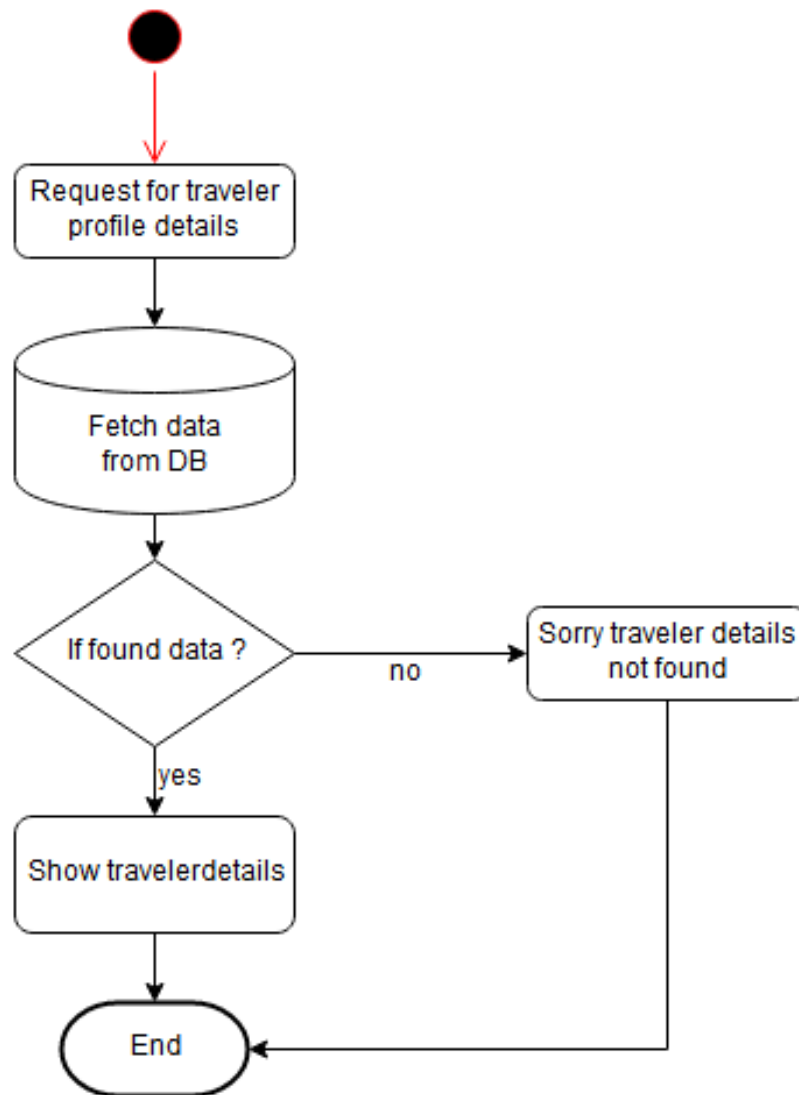 Request for traveler
profile details
Fetch data
from DB
If found data ?
no
Sorry traveler details
not found
yes
Show travelerdetails
End